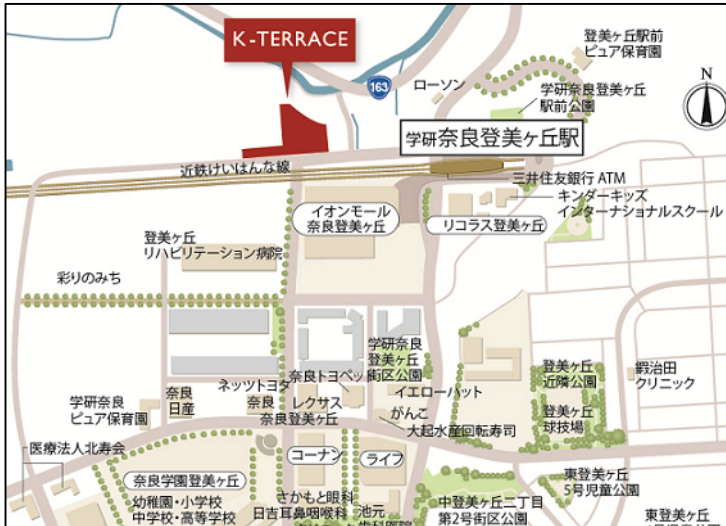 K-TERRACE
163
ローソン
登美ヶ丘駅前
ピュア保育園
学研奈良登美ヶ丘
駅前公園
N
学研奈良登美ヶ丘駅
近鉄けいはんな線
三井住友銀行 ATM
キンダーキッズ
インターナショナルスクール
イオンモール
奈良登美ヶ丘
リコラス登美ヶ丘
登美ヶ丘
リハビリテーション病院
彩りのみち
学研奈良
登美ヶ丘
街区公園
奈良トヨペット
ネッツトヨタ
奈良
レクサス
奈良登美ヶ丘
イエローハット
がんこ
大起水産回転寿司
登美ヶ丘
近隣公園
登美ヶ丘
球技場
鍜治田
クリニック
学研奈良
ピュア保育園
奈良
日産
医療法人北寿会
奈良学園登美ヶ丘
幼稚園・小学校
中学校・高等学校
コーナン
ライフ
さかもと眼科
日吉耳鼻咽喉科
池元
歯科医院
中登美ヶ丘二丁目
第2号街区公園
東登美ヶ丘
5号児童公園
東登美ヶ丘